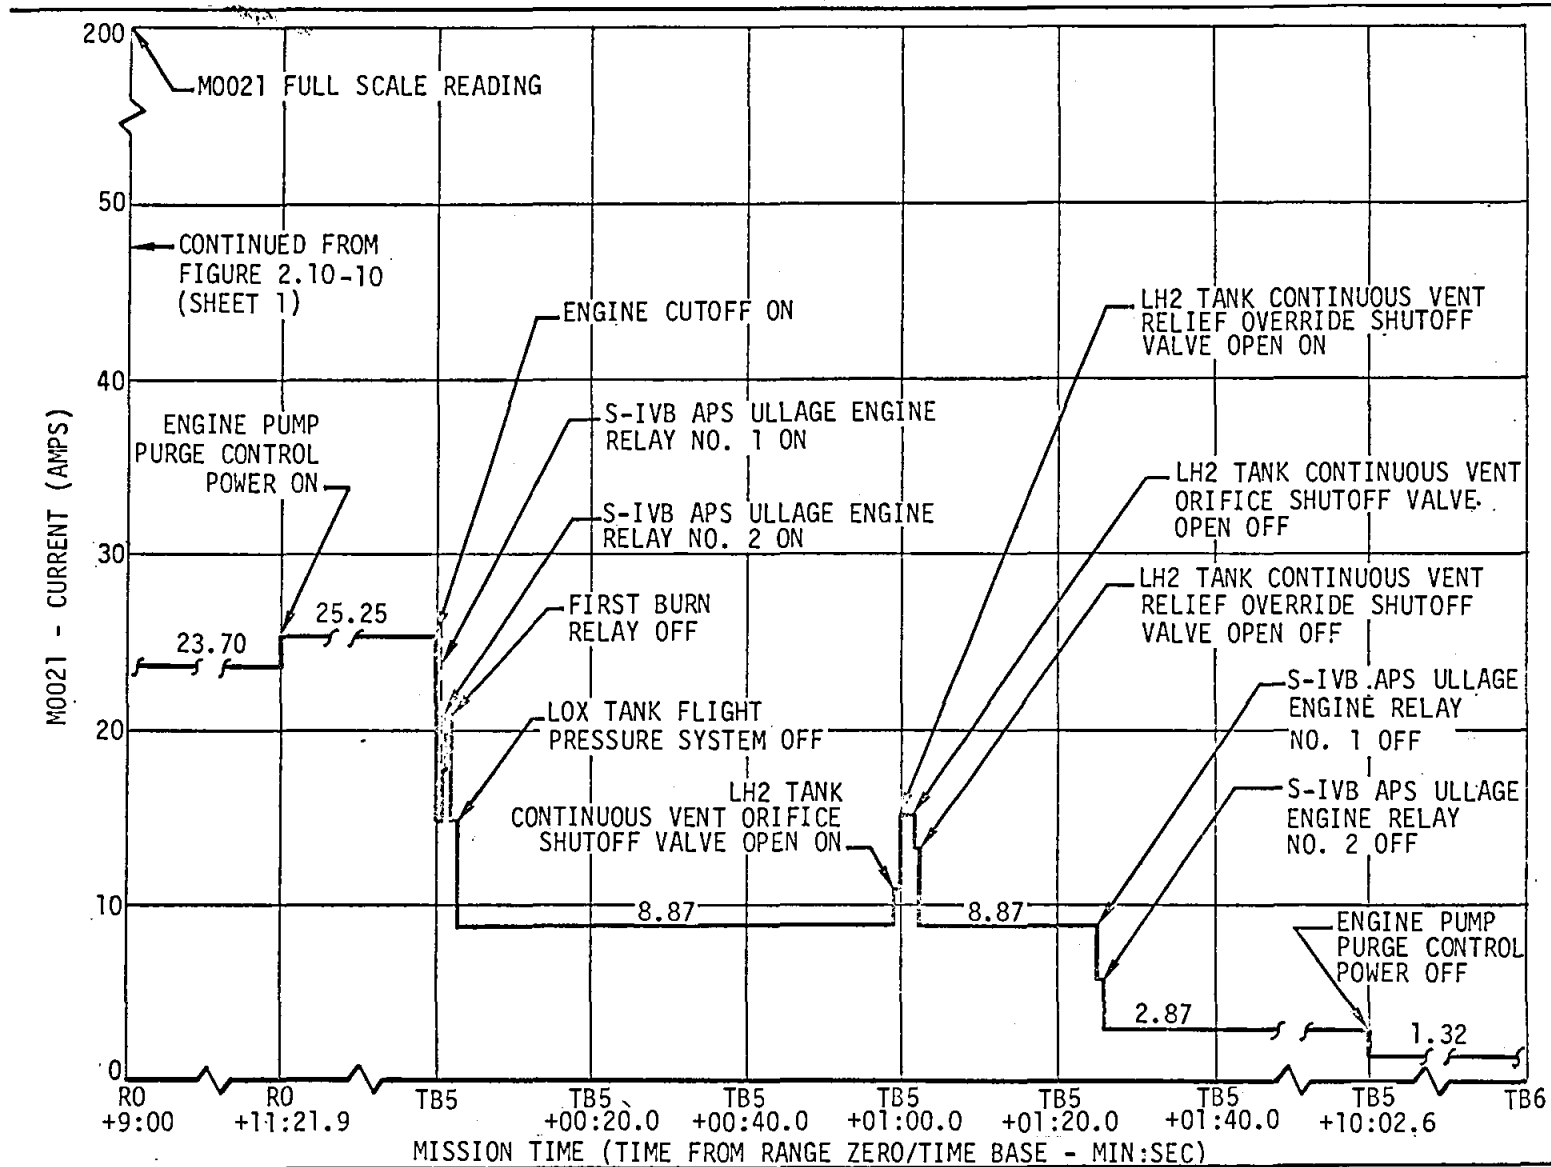 200
M0021 FULL SCALE READING
50
CONTINUED FROM
FIGURE 2.10-10
(SHEET 1)
ENGINE CUTOFF ON
LH2 TANK CONTINUOUS VENT
RELIEF OVERRIDE SHUTOFF
VALVE OPEN ON
40
ENGINE PUMP
PURGE CONTROL
POWER ON
S-IVB APS ULLAGE ENGINE
RELAY NO. 1 ON
LH2 TANK CONTINUOUS VENT
ORIFICE SHUTOFF VALVE
OPEN OFF
S-IVB APS ULLAGE ENGINE
RELAY NO. 2 ON
30
LH2 TANK CONTINUOUS VENT
RELIEF OVERRIDE SHUTOFF
VALVE OPEN OFF
FIRST BURN
RELAY OFF
23.70
25.25
S-IVB APS ULLAGE
ENGINE RELAY
NO. 1 OFF
20
LOX TANK FLIGHT
PRESSURE SYSTEM OFF
LH2 TANK
CONTINUOUS VENT ORIFICE
SHUTOFF VALVE OPEN ON
S-IVB APS ULLAGE
ENGINE RELAY
NO. 2 OFF
10
8.87
8.87
ENGINE PUMP
PURGE CONTROL
POWER OFF
2.87
1.32
0
M0021 - CURRENT (AMPS)
RO
+9:00
RO
+11:21.9
TB5
TB5
+00:20.0
TB5
+00:40.0
TB5
+01:00.0
TB5
+01:20.0
TB5
+01:40.0
TB5
+10:02.6
TB6
MISSION TIME (TIME FROM RANGE ZERO/TIME BASE - MIN:SEC)